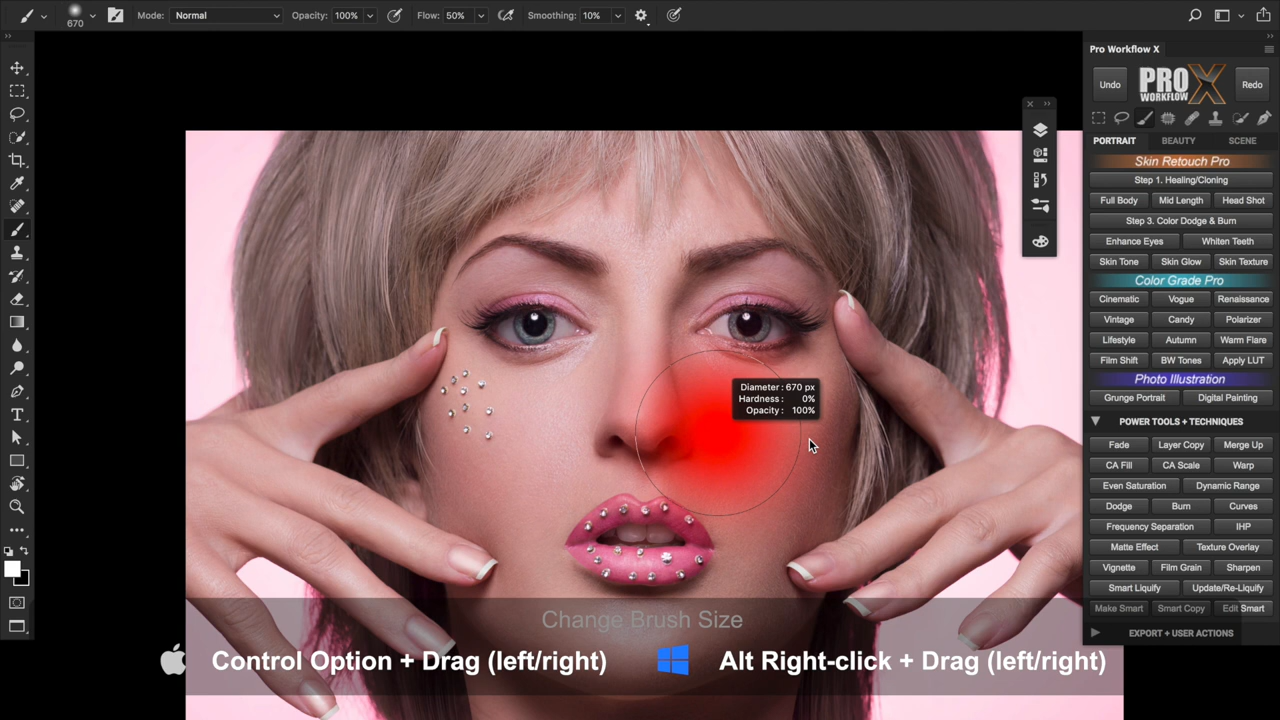 670
Mode: Normal
Opacity: 100%
Flow: 50%
Smoothing: 10%
Pro Workflow X
Undo
PRO WORKFLOW X
Redo
PORTRAIT BEAUTY SCENE
Skin Retouch Pro
Step 1. Healing/Cloning
Full Body Mid Length Head Shot
Step 3. Color Dodge & Burn
Enhance Eyes Whiten Teeth
Skin Tone Skin Glow Skin Texture
Color Grade Pro
Cinematic Vogue Renaissance
Vintage Candy Polarizer
Lifestyle Autumn Warm Flare
Film Shift BW Tones Apply LUT
Photo Illustration
Grunge Portrait Digital Painting
POWER TOOLS + TECHNIQUES
Fade Layer Copy Merge Up
CA Fill CA Scale Warp
Even Saturation Dynamic Range
Dodge Burn Curves
Frequency Separation IHP
Matte Effect Texture Overlay
Vignette Film Grain Sharpen
Smart Liquify Update/Re-Liquify
Make Smart Smart Copy Edit Smart
EXPORT + USER ACTIONS
Diameter: 670 px
Hardness: 0%
Opacity: 100%
Change Brush Size
Control Option + Drag (left/right)
Alt Right-click + Drag (left/right)